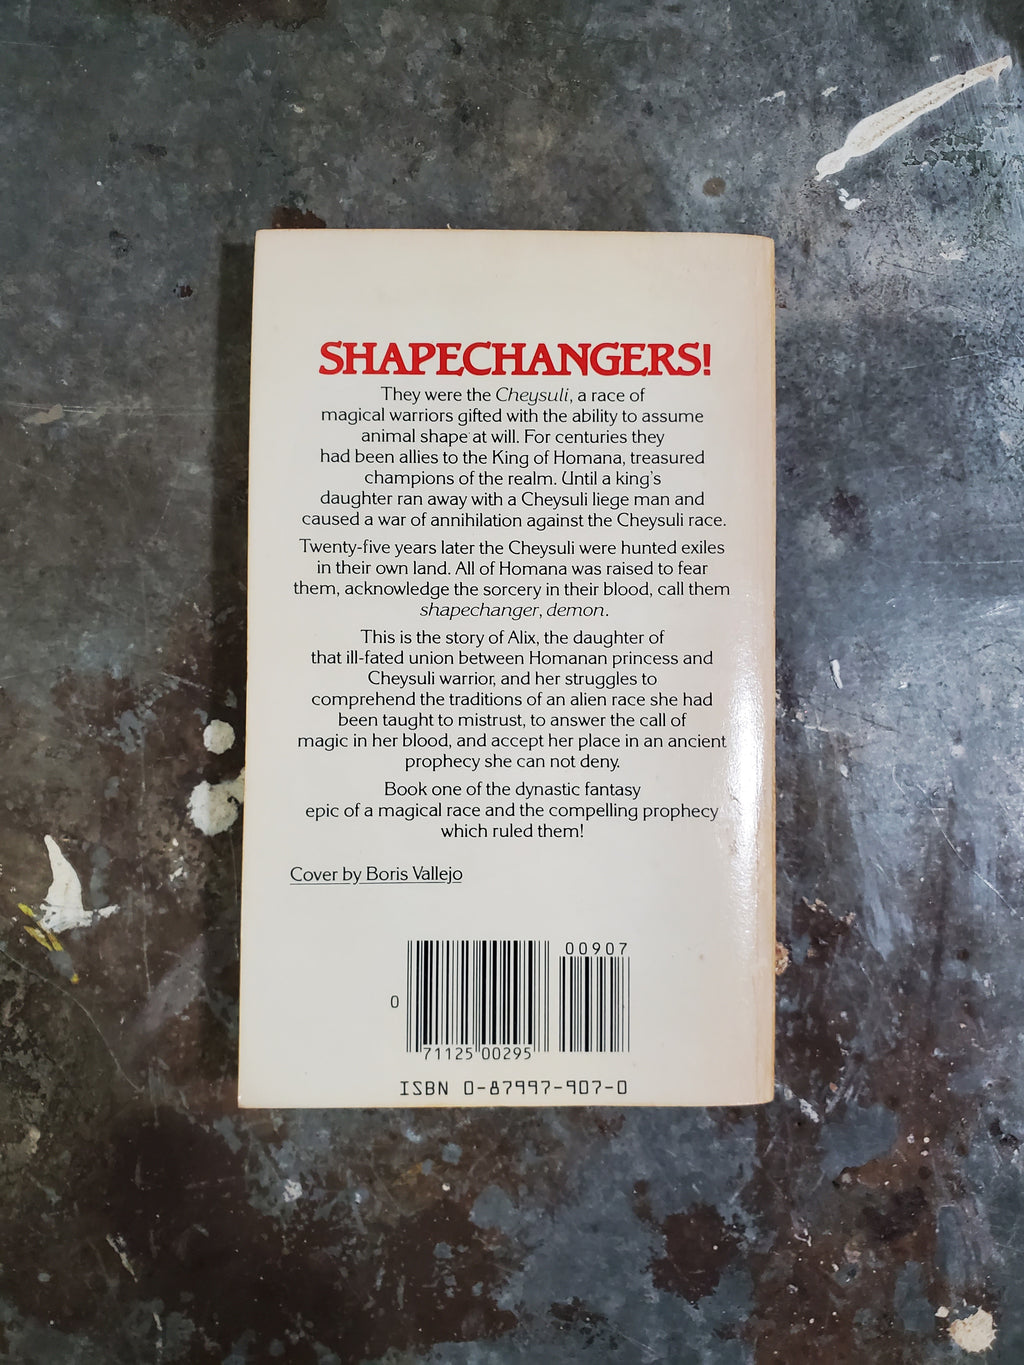 SHAPECHANGERS!
They were the Cheysuli, a race of
magical warriors gifted with the ability to assume
animal shape at will. For centuries they
had been allies to the King of Homana, treasured
champions of the realm. Until a king's
daughter ran away with a Cheysuli liege man and
caused a war of annihilation against the Cheysuli race.
Twenty-five years later the Cheysuli were hunted exiles
in their own land. All of Homana was raised to fear
them, acknowledge the sorcery in their blood, call them
shapechanger, demon.
This is the story of Alix, the daughter of
that ill-fated union between Homanan princess and
Cheysuli warrior, and her struggles to
comprehend the traditions of an alien race she had
been taught to mistrust, to answer the call of
magic in her blood, and accept her place in an ancient
prophecy she can not deny.
Book one of the dynastic fantasy
epic of a magical race and the compelling prophecy
which ruled them!
Cover by Boris Vallejo
00907
0
71125 00295
ISBN 0-87997-907-0